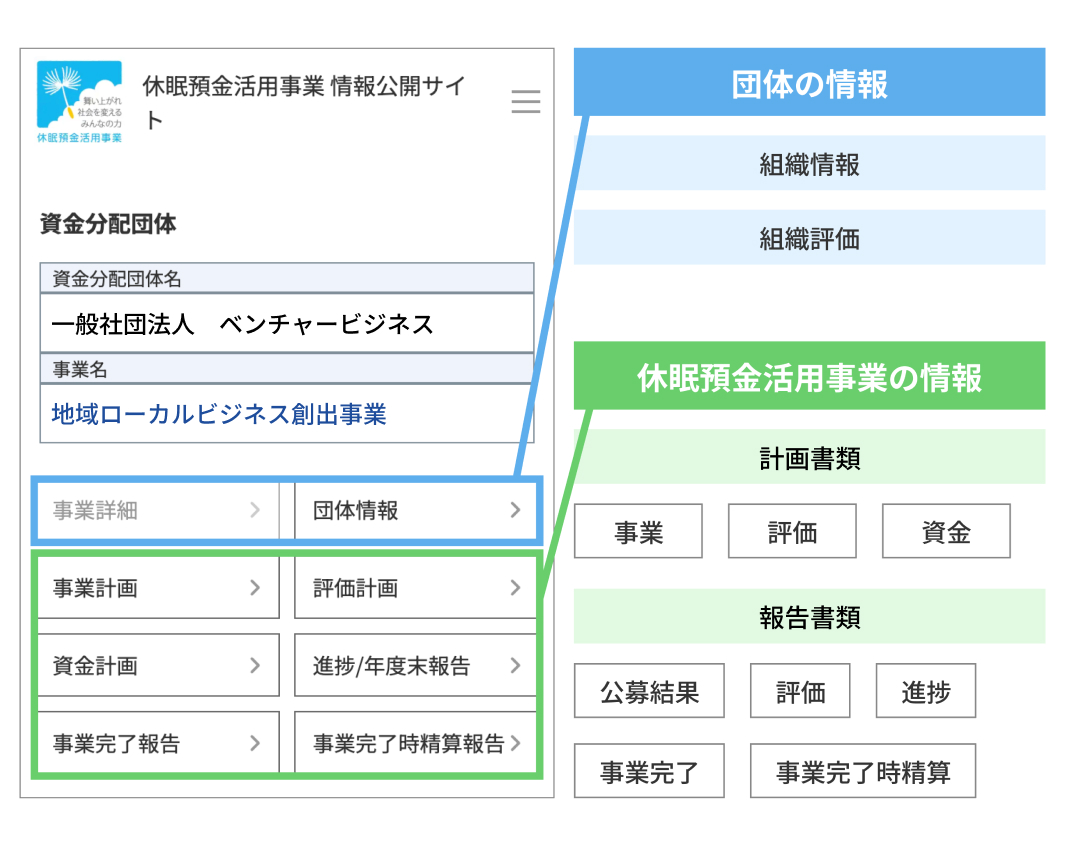 舞い上がれ
社会を変える
みんなの力
休眠預金活用事業
休眠預金活用事業 情報公開サイ
ト
資金分配団体
資金分配団体名
一般社団法人　ベンチャービジネス
事業名
地域ローカルビジネス創出事業
事業詳細
団体情報
事業計画
評価計画
資金計画
進捗/年度末報告
事業完了報告
事業完了時精算報告
団体の情報
組織情報
組織評価
休眠預金活用事業の情報
計画書類
事業
評価
資金
報告書類
公募結果
評価
進捗
事業完了
事業完了時精算